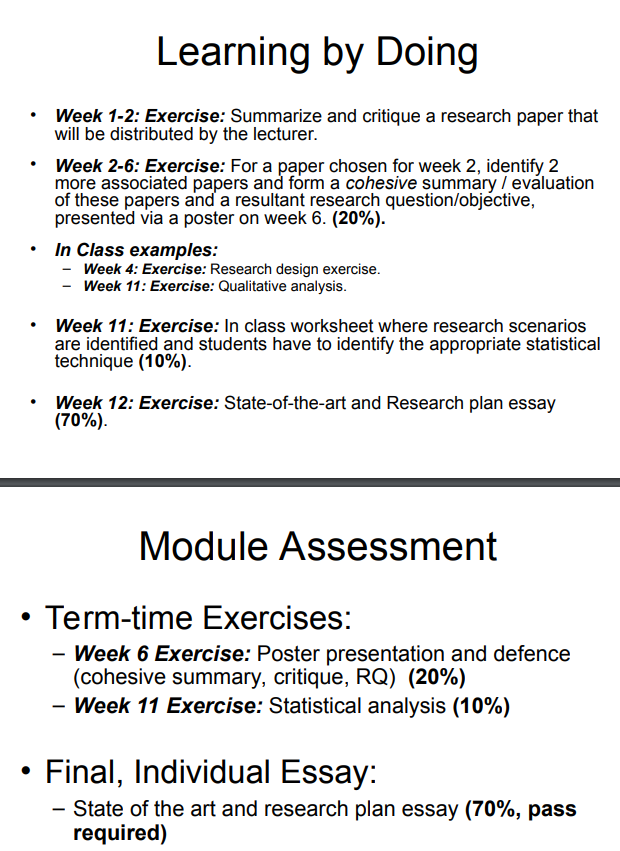 Learning by Doing
• Week 1-2: Exercise: Summarize and critique a research paper that
will be distributed by the lecturer.
• Week 2-6: Exercise: For a paper chosen for week 2, identify 2
more associated papers and form a cohesive summary / evaluation
of these papers and a resultant research question/objective,
presented via a poster on week 6. (20%).
• In Class examples:
– Week 4: Exercise: Research design exercise.
– Week 11: Exercise: Qualitative analysis.
• Week 11: Exercise: In class worksheet where research scenarios
are identified and students have to identify the appropriate statistical
technique (10%).
• Week 12: Exercise: State-of-the-art and Research plan essay
(70%).
Module Assessment
• Term-time Exercises:
– Week 6 Exercise: Poster presentation and defence
(cohesive summary, critique, RQ) (20%)
– Week 11 Exercise: Statistical analysis (10%)
• Final, Individual Essay:
– State of the art and research plan essay (70%, pass
required)